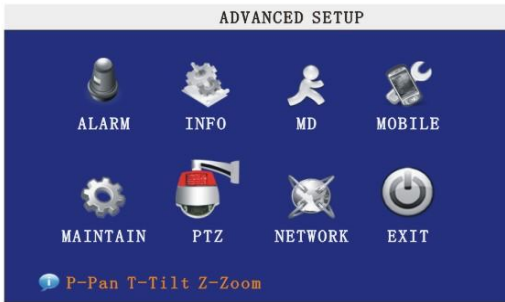 ADVANCED SETUP
ALARM INFO MD MOBILE
MAINTAIN PTZ NETWORK EXIT
P-Pan T-Tilt Z-Zoom